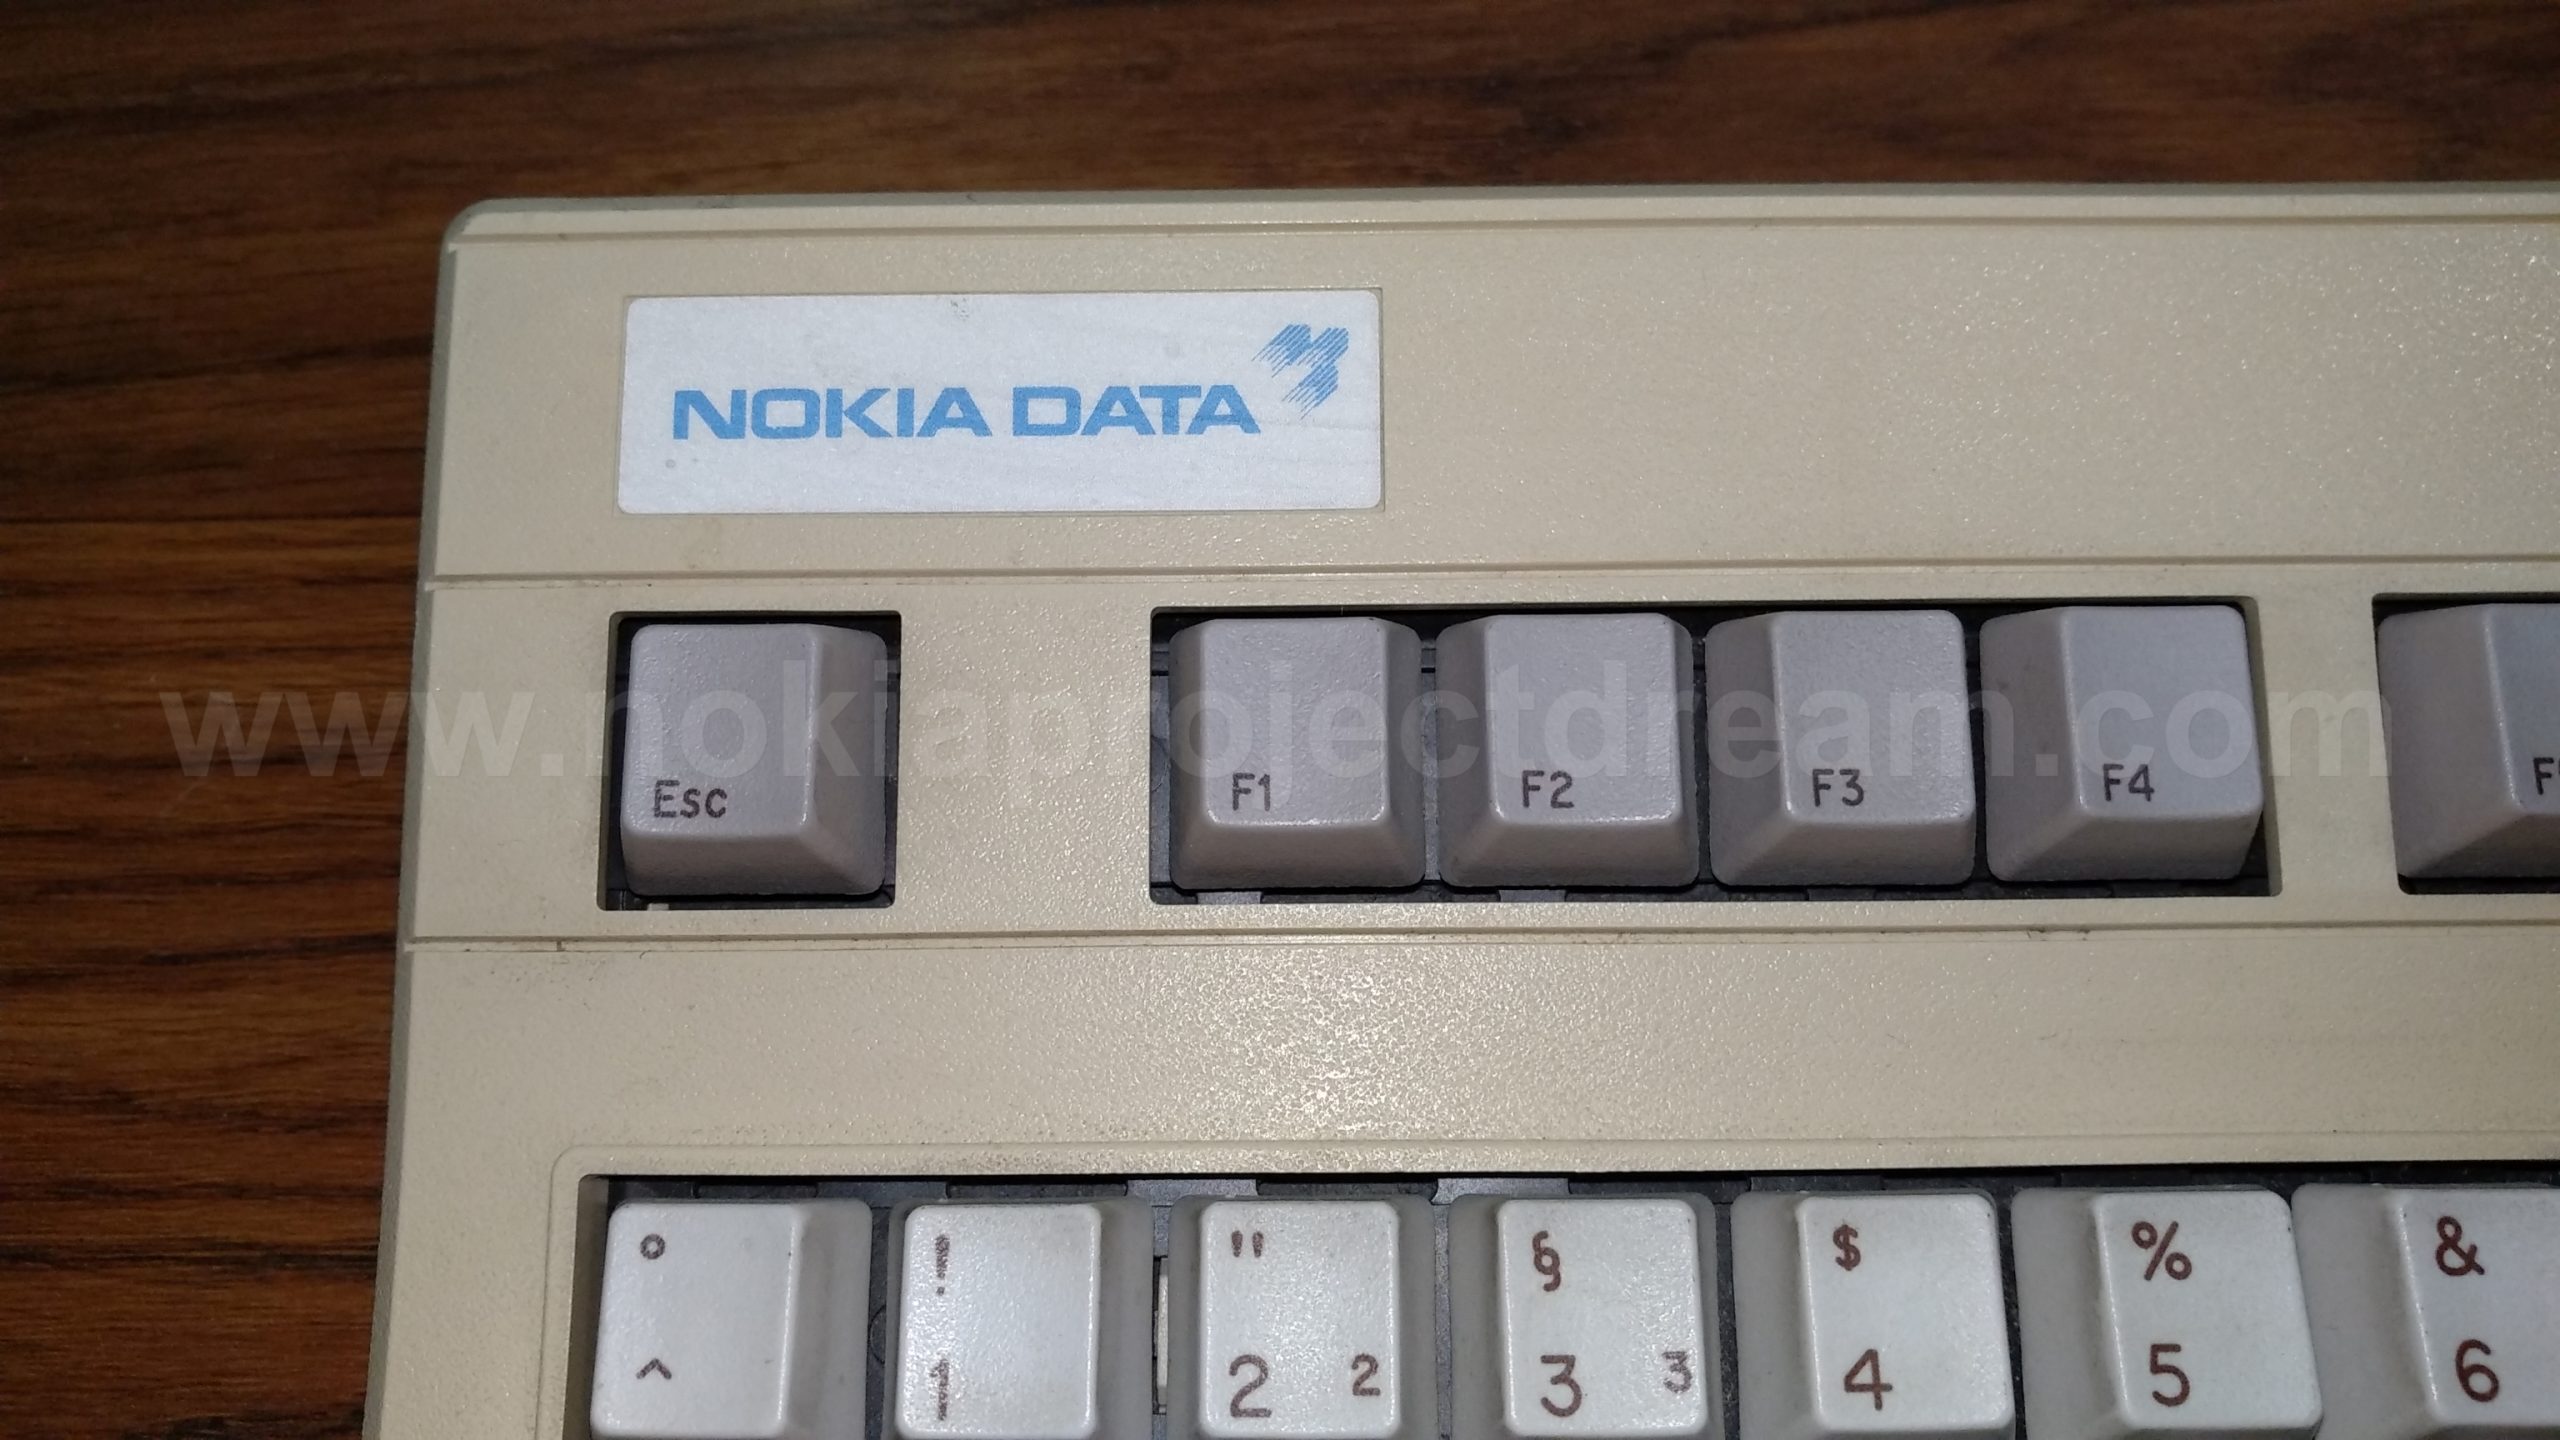 NOKIA DATA
www.nokiaprojectdream.com
Esc F1 F2 F3 F4
° ! " § $ % &
^ 1 2 2 3 3 4 5 6